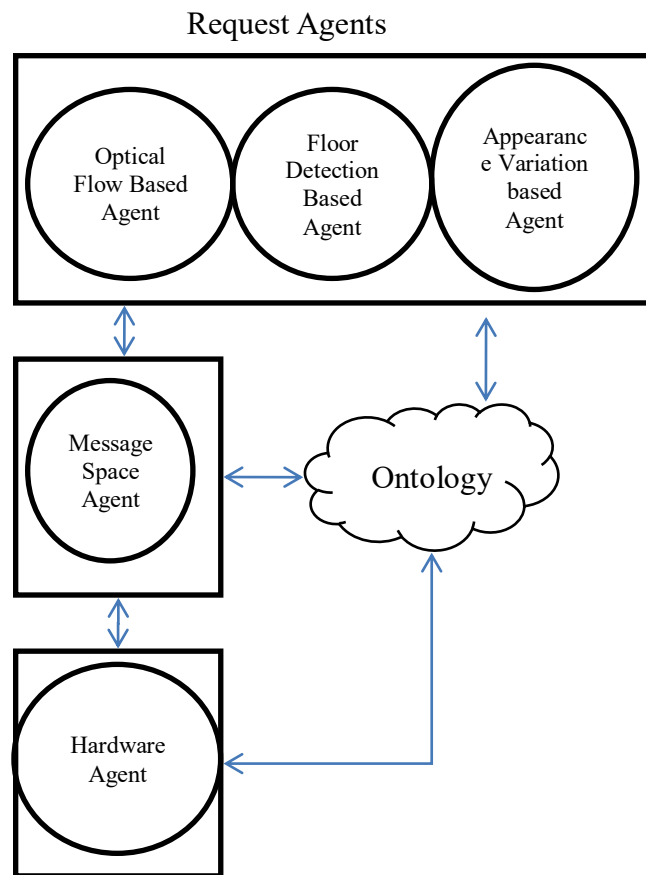 Request Agents
Optical
Flow Based
Agent
Floor
Detection
Based
Agent
Appearanc
e Variation
based
Agent
Message
Space
Agent
Ontology
Hardware
Agent